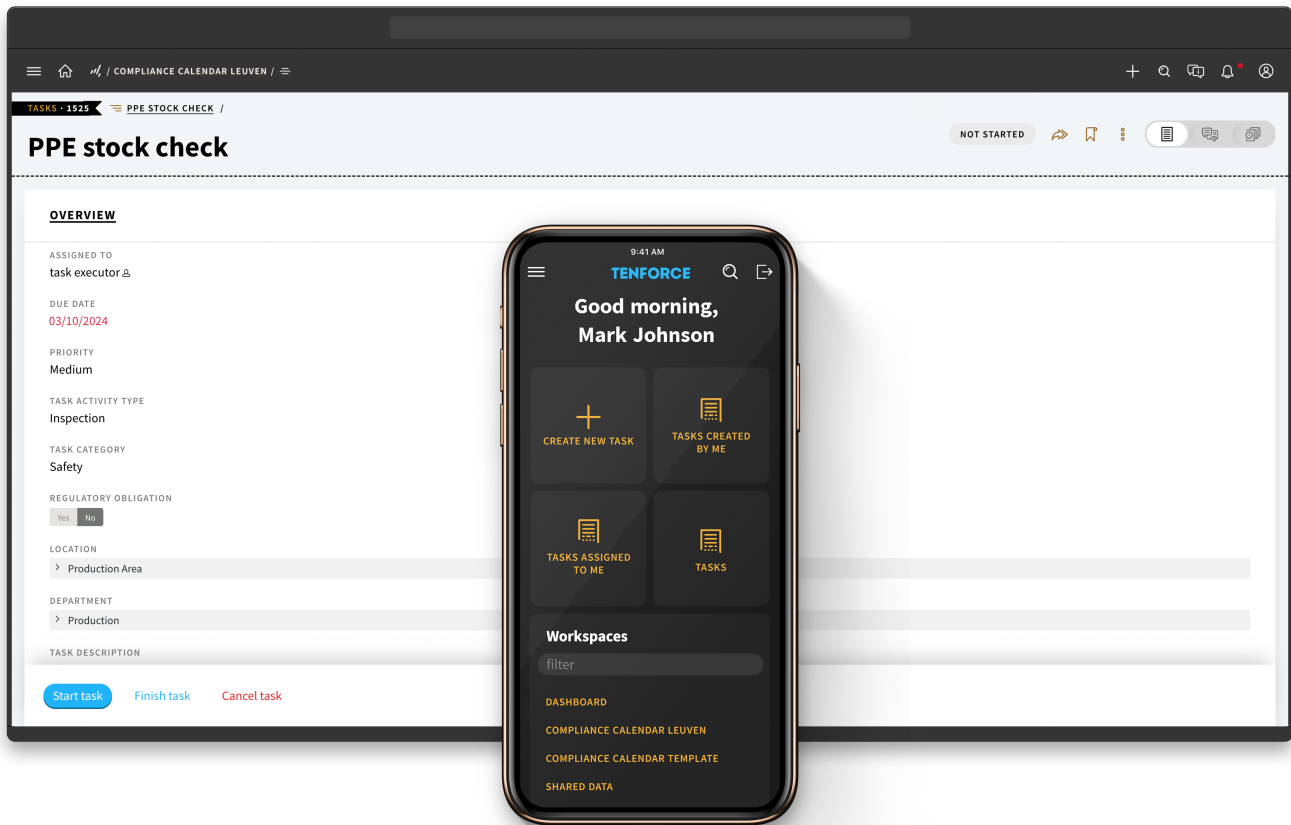 / COMPLIANCE CALENDAR LEUVEN /
TASKS · 1525
PPE STOCK CHECK /
PPE stock check
NOT STARTED
OVERVIEW
ASSIGNED TO
task executor
DUE DATE
03/10/2024
PRIORITY
Medium
TASK ACTIVITY TYPE
Inspection
TASK CATEGORY
Safety
REGULATORY OBLIGATION
Yes No
LOCATION
> Production Area
DEPARTMENT
> Production
TASK DESCRIPTION
Start task Finish task Cancel task
9:41 AM
TENFORCE
Good morning,
Mark Johnson
CREATE NEW TASK
TASKS CREATED
BY ME
TASKS ASSIGNED
TO ME
TASKS
Workspaces
filter
DASHBOARD
COMPLIANCE CALENDAR LEUVEN
COMPLIANCE CALENDAR TEMPLATE
SHARED DATA